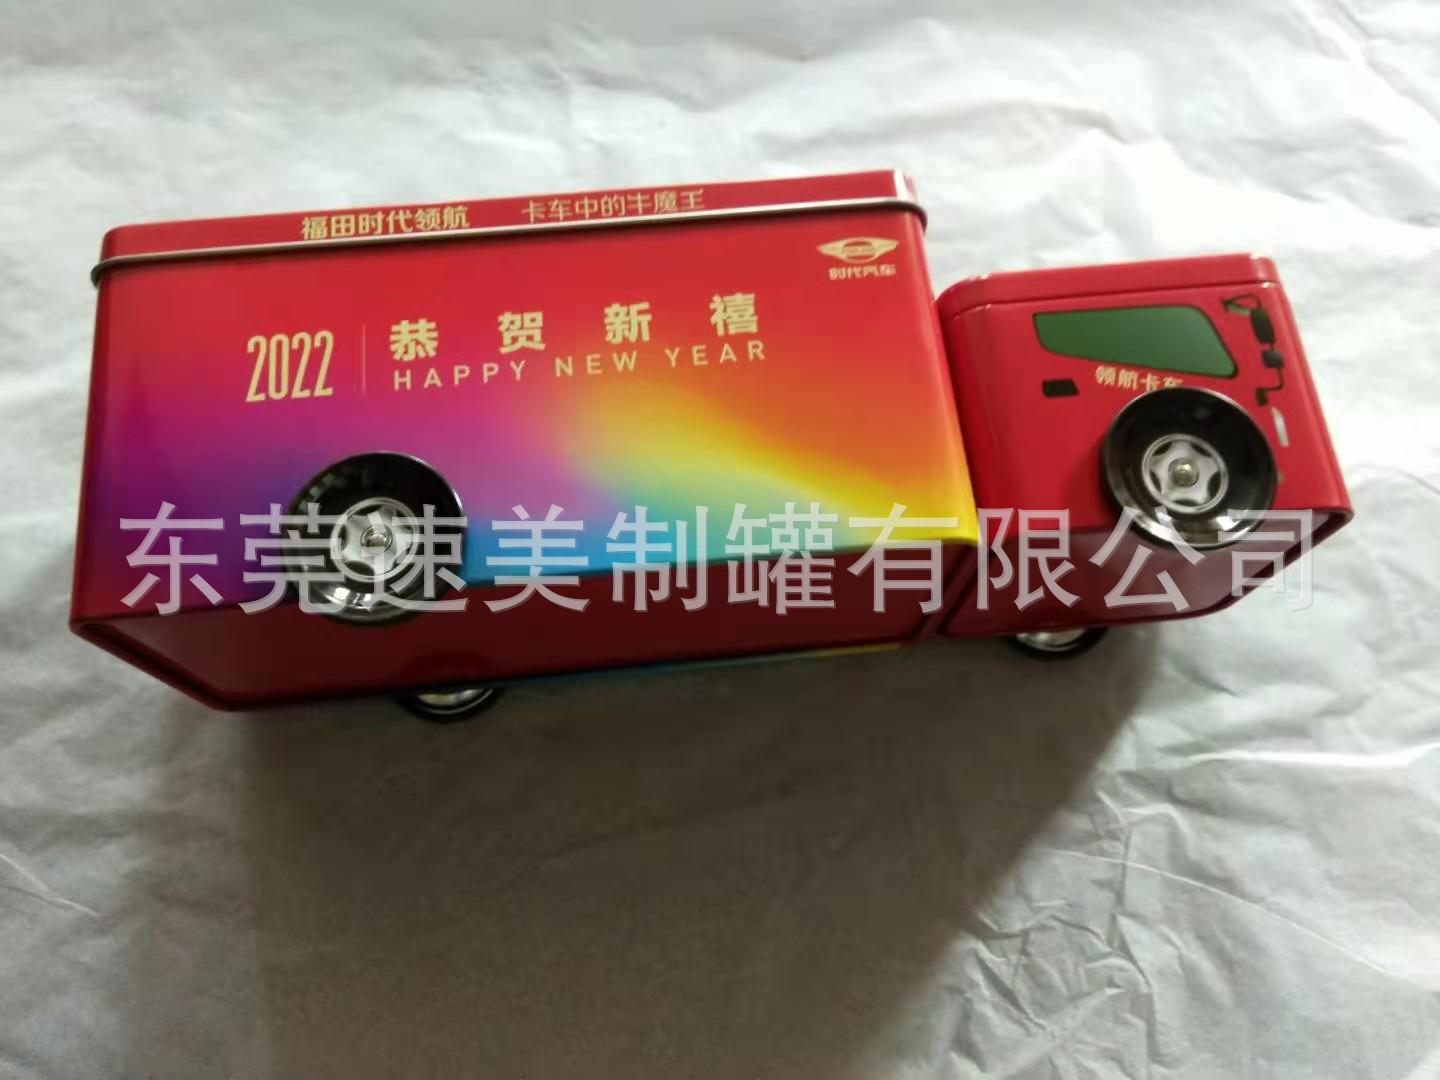 福田时代领航 卡车中的牛魔王
时代汽车
2022 恭贺新禧
HAPPY NEW YEAR
领航卡车
东莞速美制罐有限公司